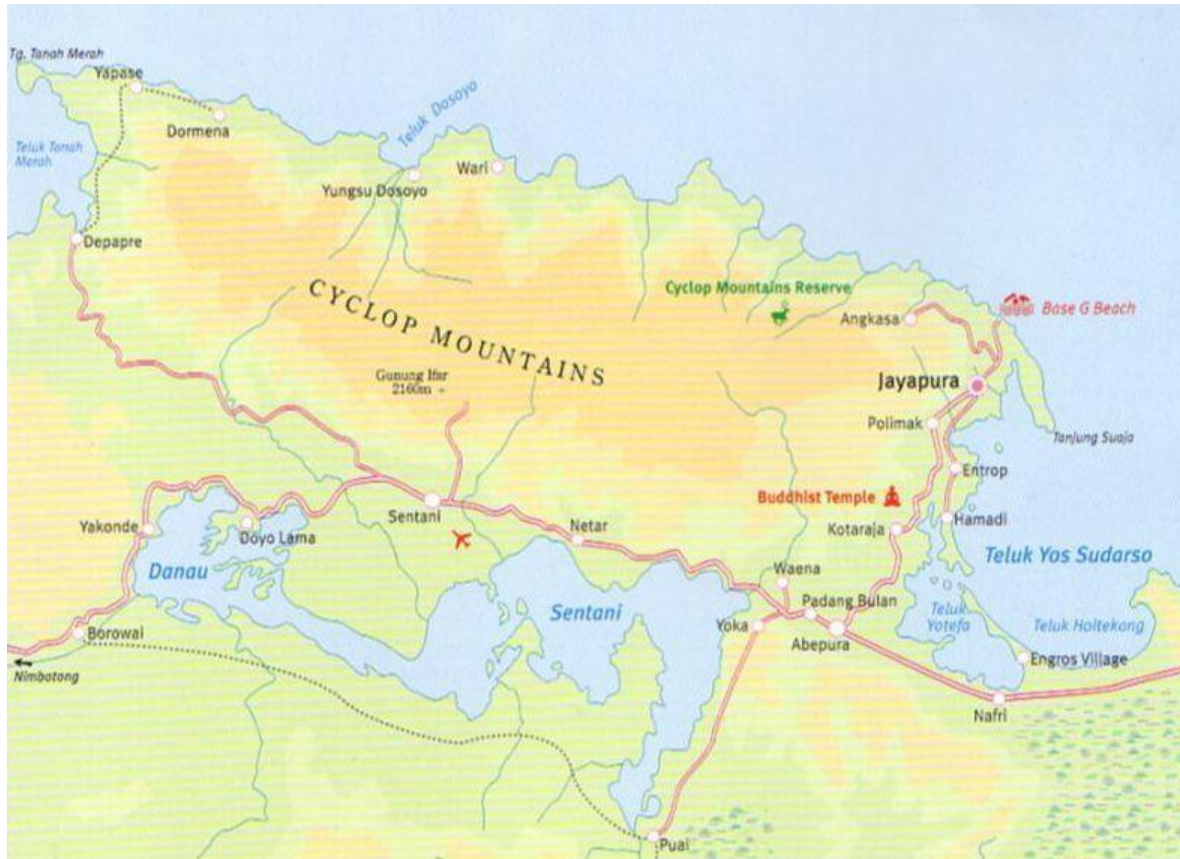 Tg. Tanah Merah
Yapase
Dormena
Teluk Dosoyo
Teluk Tanah
Merah
Wari
Yungsu Dosoyo
Depapre
CYCLOP MOUNTAINS
Cyclop Mountains Reserve
Angkasa
Base G Beach
Gunung Ifar
2160m +
Jayapura
Polimak
Tanjung Suaja
Entrop
Buddhist Temple
Sentani
Netar
Kotaraja
Hamadi
Yakonde
Doyo Lama
Teluk Yos Sudarso
Danau
Sentani
Waena
Padang Bulan
Teluk
Yotefa
Teluk Holtekang
Borowai
Yoka
Abepura
Engros Village
Nimbotong
Nafri
Puai